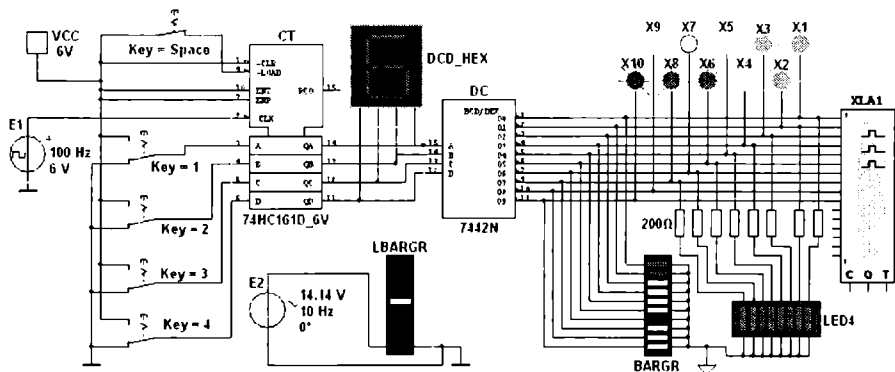 VCC
6V
Key = Space
CT
-CLR
-LOAD
ENT
ENP
CLK
RCO
DCD_HEX
E1
100 Hz
6 V
A
B
C
D
QA
QB
QC
QD
Key = 1
Key = 2
Key = 3
Key = 4
74HC161D_6V
DC
BCD/DEC
A
B
C
D
7442N
X9
X7
X5
X3
X1
X10
X8
X6
X4
X2
XLA1
C Q T
200Ω
LBARGR
E2
14.14 V
10 Hz
0°
BARGR
LED4